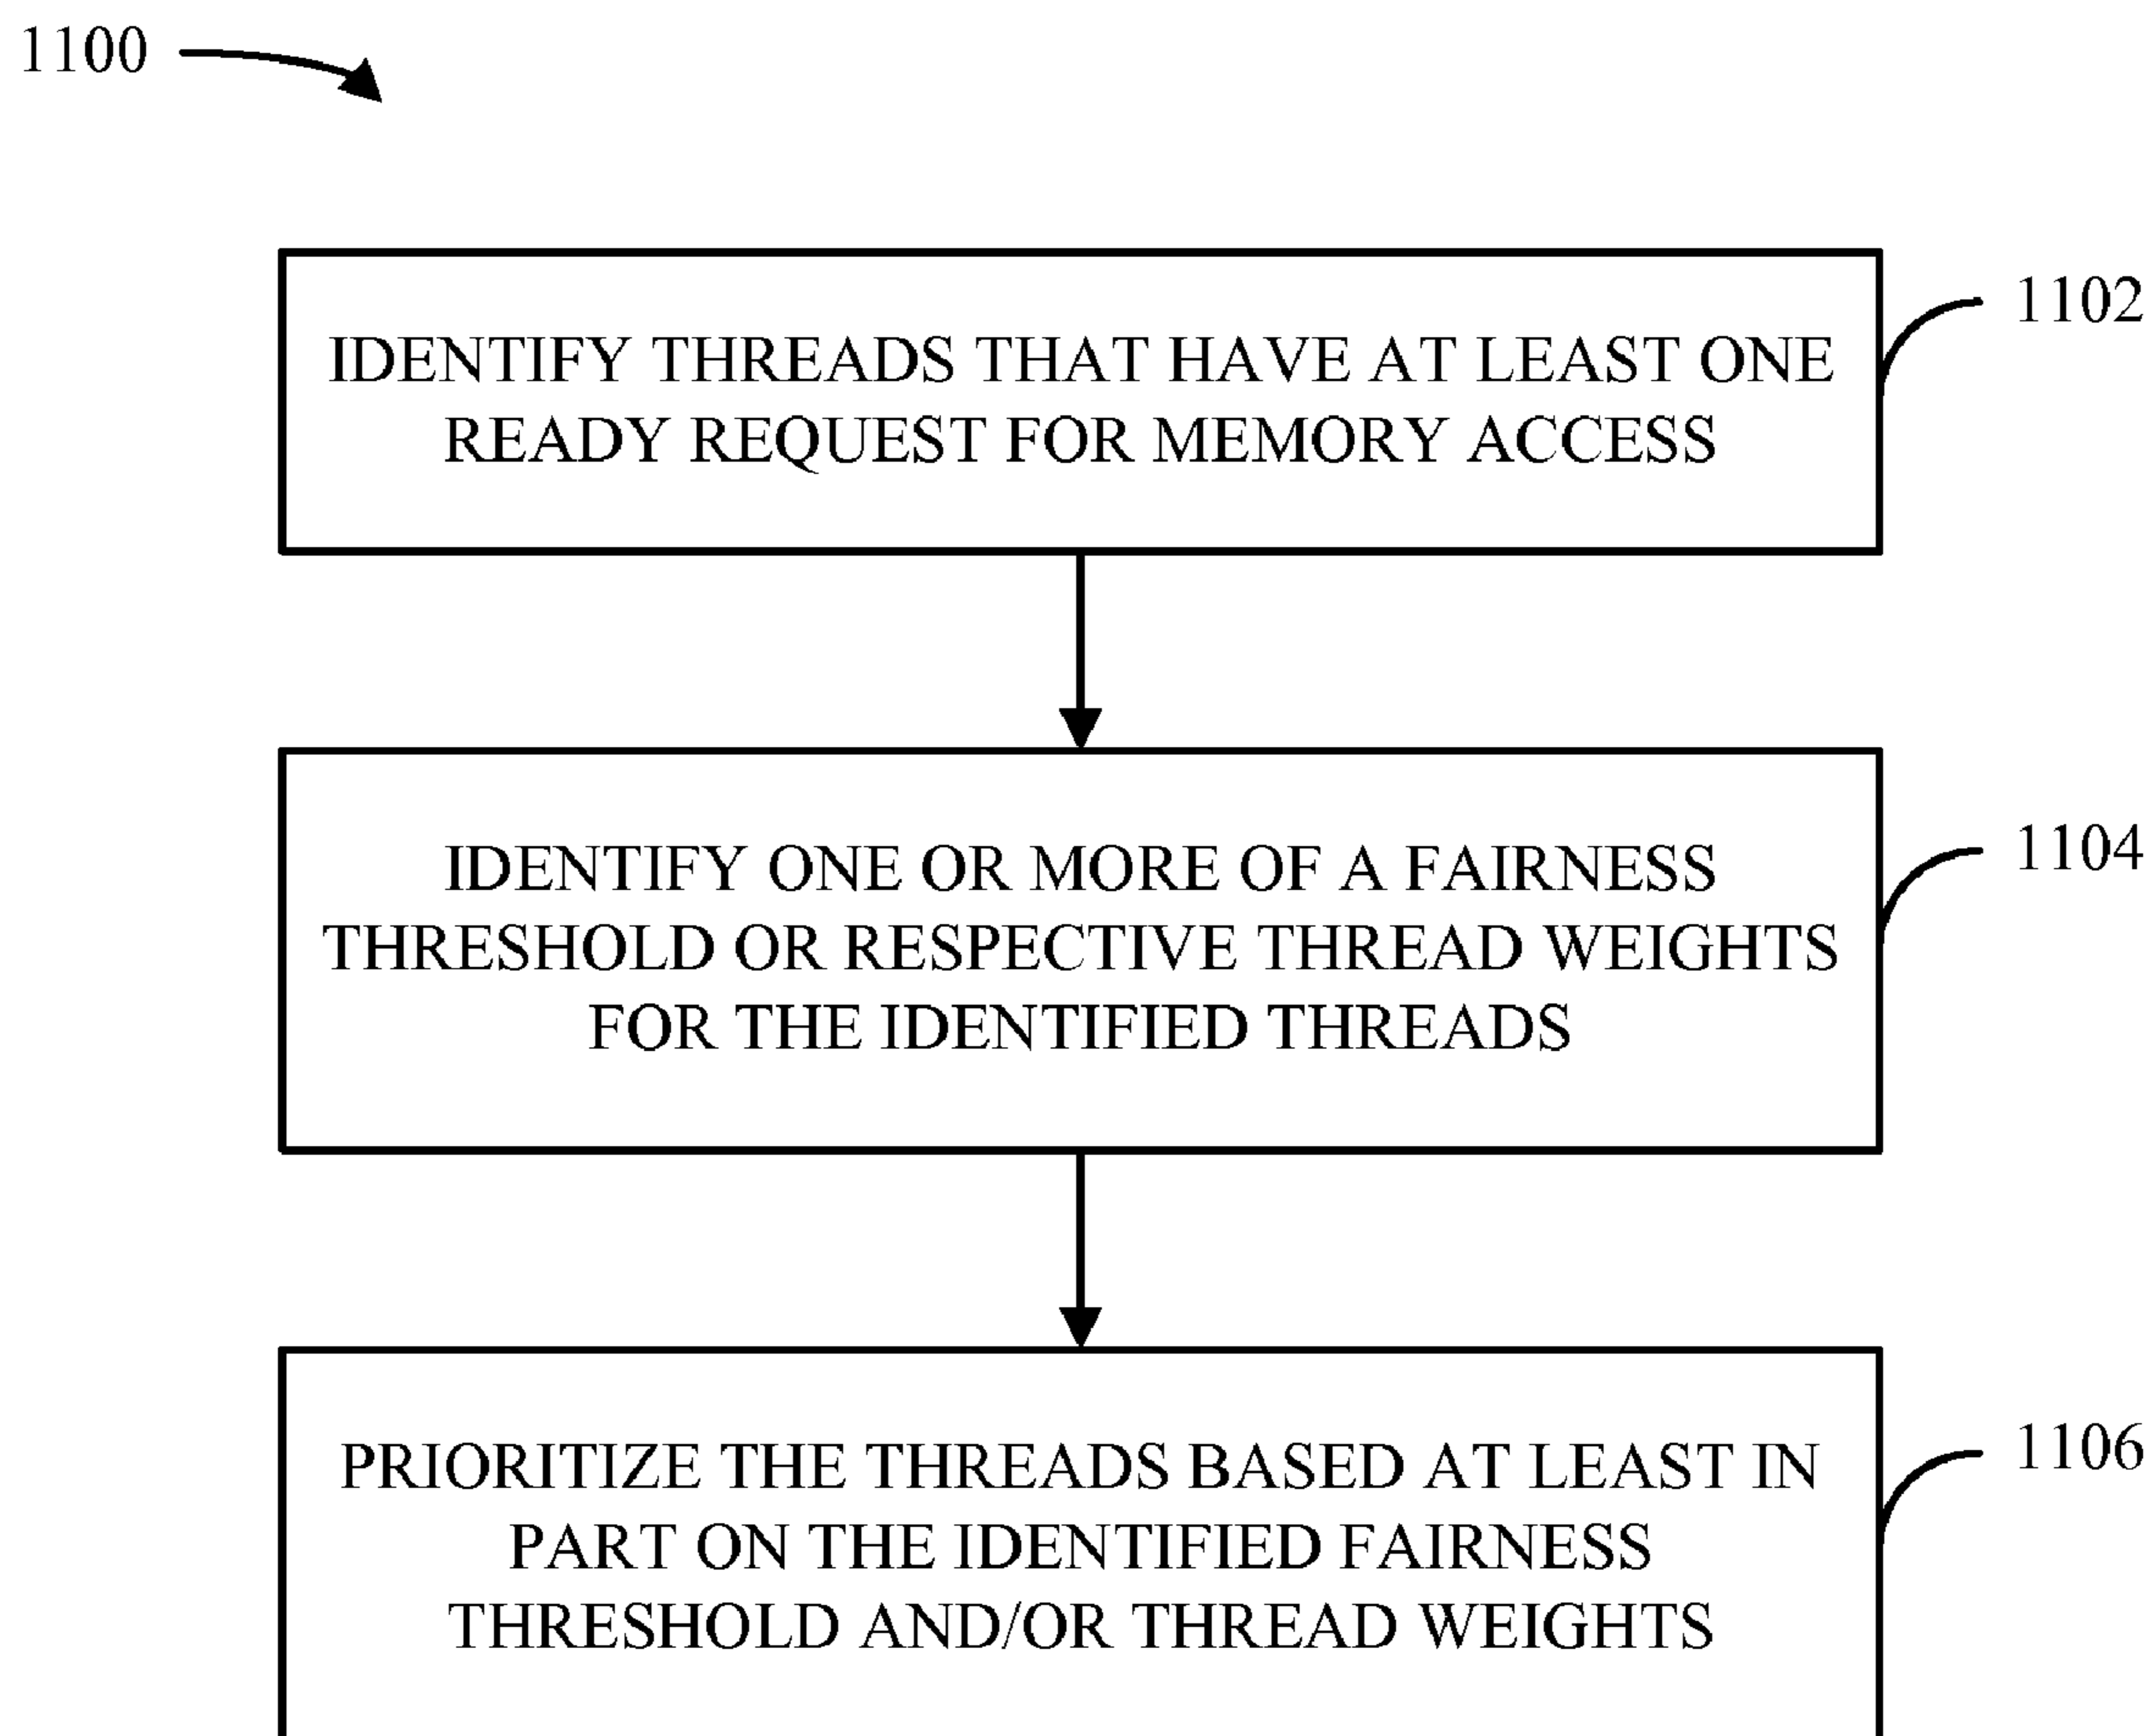 1100
IDENTIFY THREADS THAT HAVE AT LEAST ONE
READY REQUEST FOR MEMORY ACCESS
1102
IDENTIFY ONE OR MORE OF A FAIRNESS
THRESHOLD OR RESPECTIVE THREAD WEIGHTS
FOR THE IDENTIFIED THREADS
1104
PRIORITIZE THE THREADS BASED AT LEAST IN
PART ON THE IDENTIFIED FAIRNESS
THRESHOLD AND/OR THREAD WEIGHTS
1106